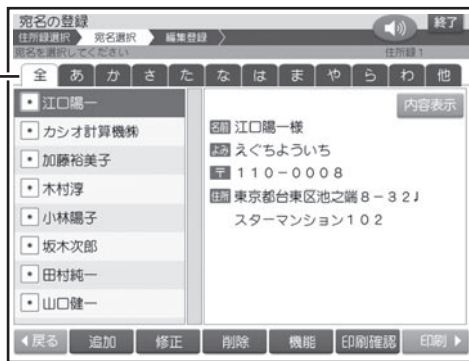 宛名の登録
終了
住所録選択 宛名選択 編集登録
宛名を選択してください 住所録1
全 あ か さ た な は ま や ら わ 他
江口陽一
カシオ計算機㈱
加藤裕美子
木村淳
小林陽子
坂木次郎
田村純一
山口健一
内容表示
名前 江口陽一様
よみ えぐちよういち
〒 110-0008
住所 東京都台東区池之端8-32♩
スターマンション102
戻る 追加 修正 削除 機能 印刷確認 印刷